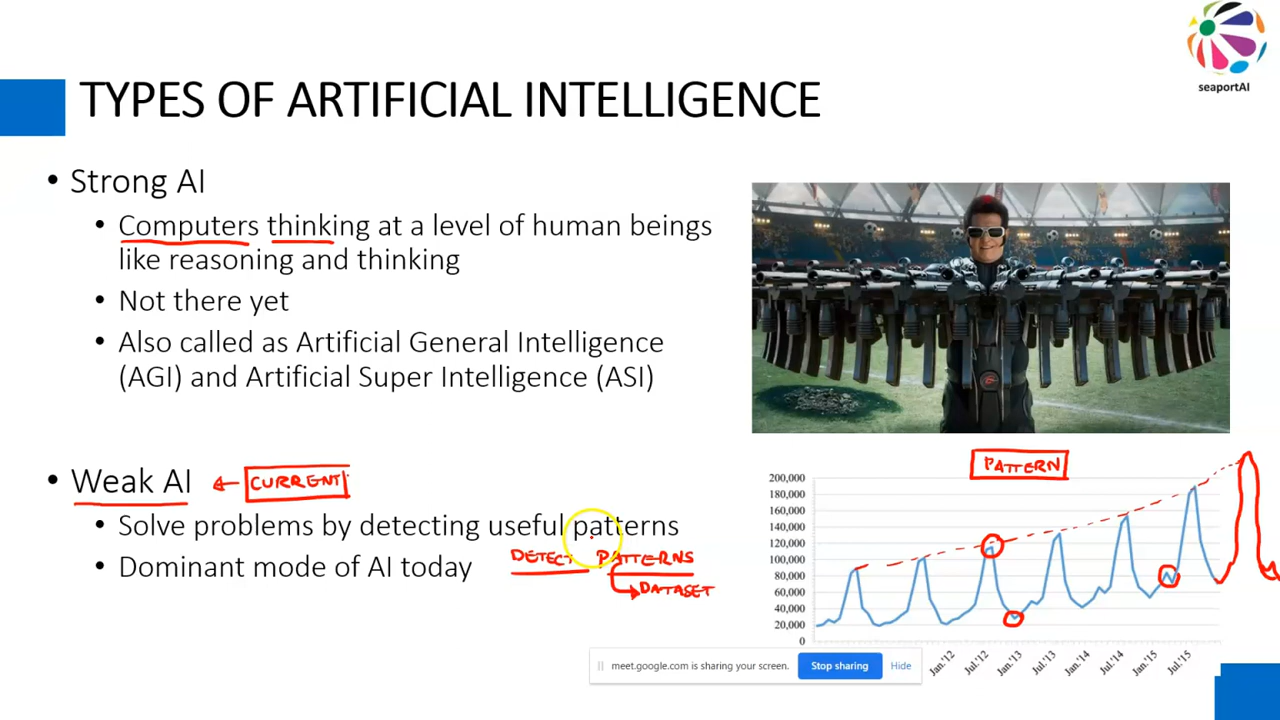 seaportAI
TYPES OF ARTIFICIAL INTELLIGENCE
• Strong AI
• Computers thinking at a level of human beings
like reasoning and thinking
• Not there yet
• Also called as Artificial General Intelligence
(AGI) and Artificial Super Intelligence (ASI)
• Weak AI
CURRENT
• Solve problems by detecting useful patterns
DETECT PATTERNS
• Dominant mode of AI today
DATASET
PATTERN
200,000
180,000
160,000
140,000
120,000
100,000
80,000
60,000
40,000
20,000
0
Jan.'12
Jul.'12
Jan.'13
Jul.'13
Jan.'14
Jul.'14
Jan.'15
Jul.'15
meet.google.com is sharing your screen.
Stop sharing
Hide